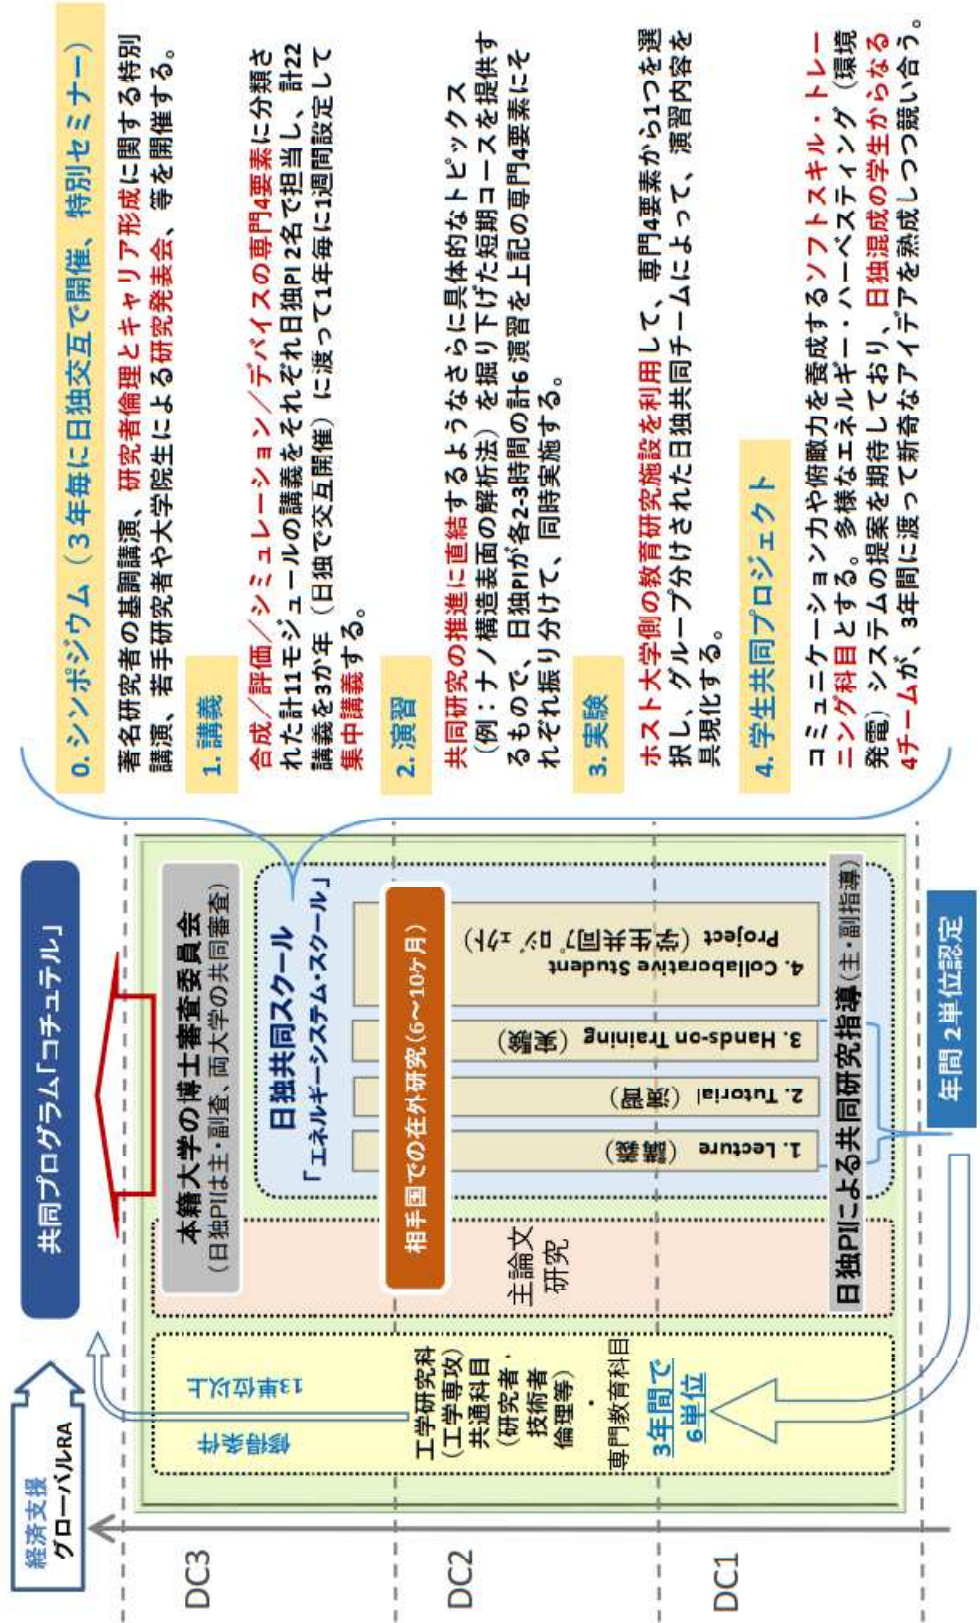 経済支援
グローバルRA
共同プログラム「コチュテル」
DC3
DC2
DC1
修得条件
13単位以上
工学研究科
(工学専攻)
共通科目
(研究者・
技術者
倫理等)
・
専門教育科目
3年間で
6単位
主論文
研究
本籍大学の博士審査委員会
(日独PIは主・副査、両大学の共同審査)
日独共同スクール
「エネルギーシステム・スクール」
相手国での在外研究(6〜10ヶ月)
1. Lecture (講義)
2. Tutorial (演習)
3. Hands-on Training (実験)
4. Collaborative Student
Project (学生共同プロジェクト)
日独PIによる共同研究指導(主・副指導)
年間 2単位認定
0. シンポジウム（3年毎に日独交互で開催、特別セミナー）
著名研究者の基調講演、研究者倫理とキャリア形成に関する特別
講演、若手研究者や大学院生による研究発表会、等を開催する。
1. 講義
合成／評価／シミュレーション／デバイスの専門4要素に分類さ
れた計11モジュールの講義をそれぞれ日独PI 2名で担当し、計22
講義を3か年（日独で交互開催）に渡って1年毎に1週間設定して
集中講義する。
2. 演習
共同研究の推進に直結するようなさらに具体的なトピックス
（例：ナノ構造表面の解析法）を掘り下げた短期コースを提供す
るもので、日独PIが各2-3時間の計6演習を上記の専門4要素にそ
れぞれ振り分けて、同時実施する。
3. 実験
ホスト大学側の教育研究施設を利用して、専門4要素から1つを選
択し、グループ分けされた日独共同チームによって、演習内容を
具現化する。
4. 学生共同プロジェクト
コミュニケーション力や俯瞰力を養成するソフトスキル・トレー
ニング科目とする。多様なエネルギー・ハーベスティング（環境
発電）システムの提案を期待しており、日独混成の学生からなる
4チームが、3年間に渡って新奇なアイデアを熟成しつつ競い合う。